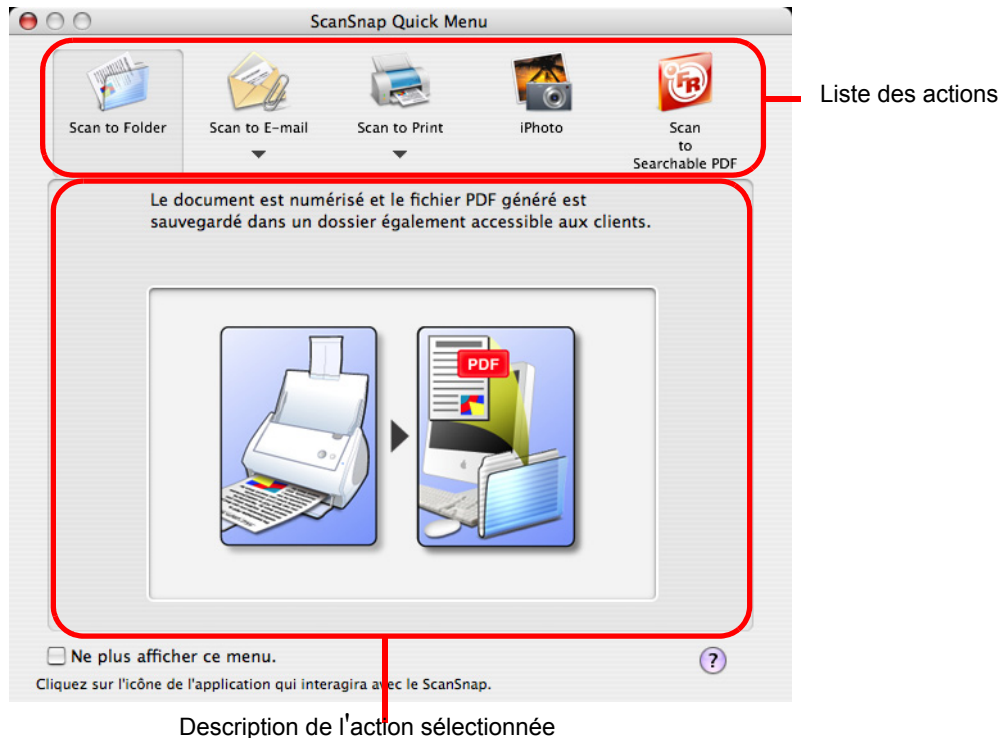 ScanSnap Quick Menu
Scan to Folder
Scan to E-mail
Scan to Print
iPhoto
Scan
to
Searchable PDF
Liste des actions
Le document est numérisé et le fichier PDF généré est
sauvegardé dans un dossier également accessible aux clients.
PDF
Ne plus afficher ce menu.
?
Cliquez sur l'icône de l'application qui interagira avec le ScanSnap.
Description de l'action sélectionnée